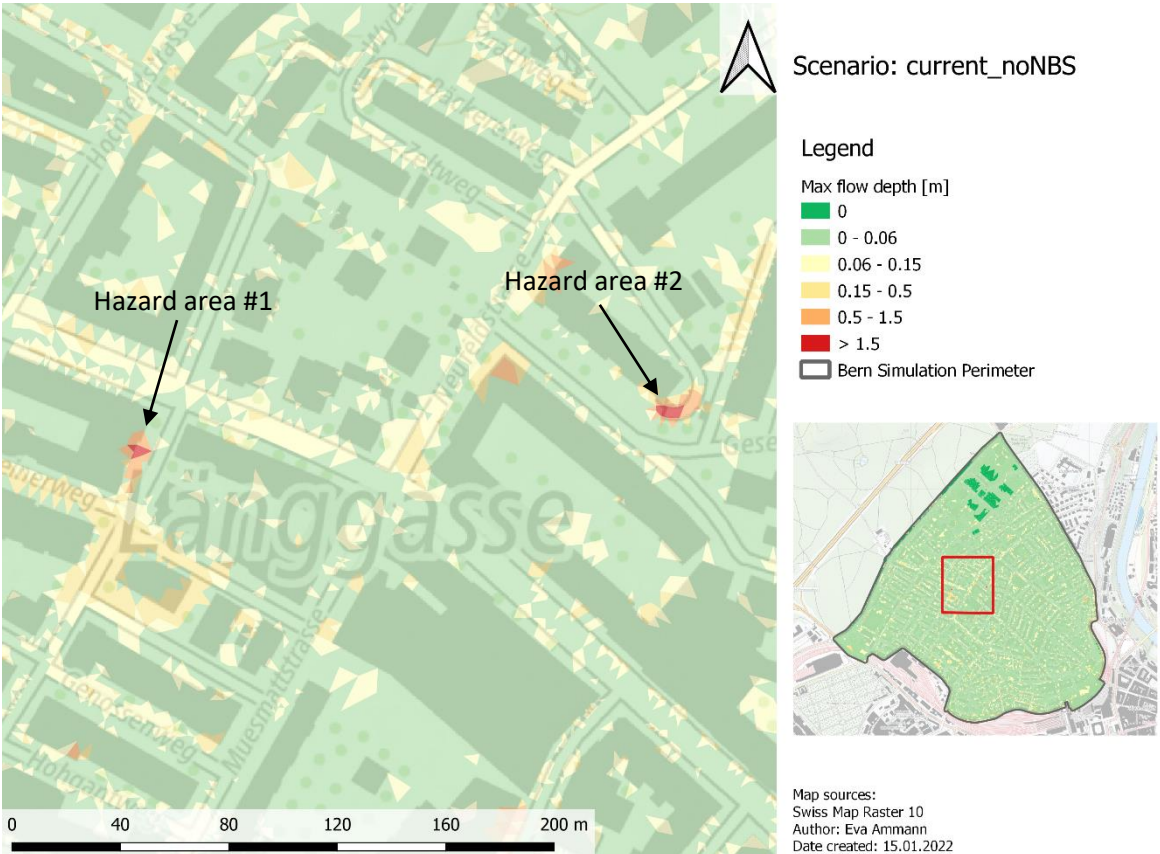 N
Scenario: current_noNBS
Legend
Max flow depth [m]
0
0 - 0.06
0.06 - 0.15
0.15 - 0.5
0.5 - 1.5
> 1.5
Bern Simulation Perimeter
Zeltweg
Bäckereiweg
Neufeldstrasse
Hazard area #1
Hazard area #2
Länggasse
Muesmattstrasse
Genossenweg
0 40 80 120 160 200 m
Map sources:
Swiss Map Raster 10
Author: Eva Ammann
Date created: 15.01.2022